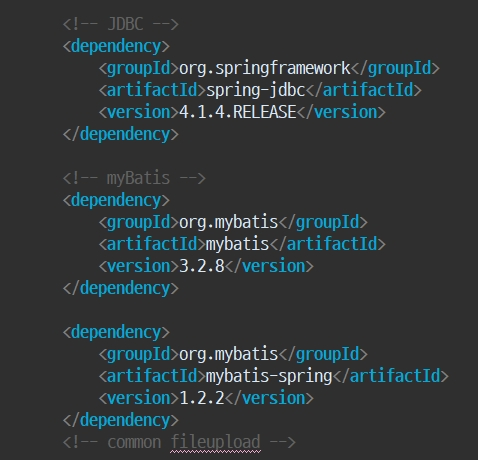 <!-- JDBC -->
<dependency>
<groupId>org.springframework</groupId>
<artifactId>spring-jdbc</artifactId>
<version>4.1.4.RELEASE</version>
</dependency>
<!-- myBatis -->
<dependency>
<groupId>org.mybatis</groupId>
<artifactId>mybatis</artifactId>
<version>3.2.8</version>
</dependency>
<dependency>
<groupId>org.mybatis</groupId>
<artifactId>mybatis-spring</artifactId>
<version>1.2.2</version>
</dependency>
<!-- common fileupload -->